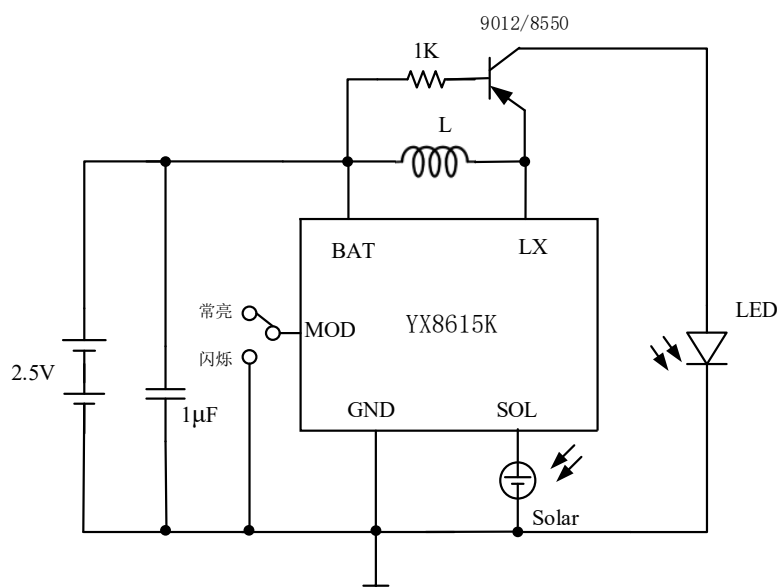 9012/8550
1K
L
BAT
LX
常亮
MOD
YX8615K
LED
闪烁
2.5V
1μF
GND
SOL
Solar